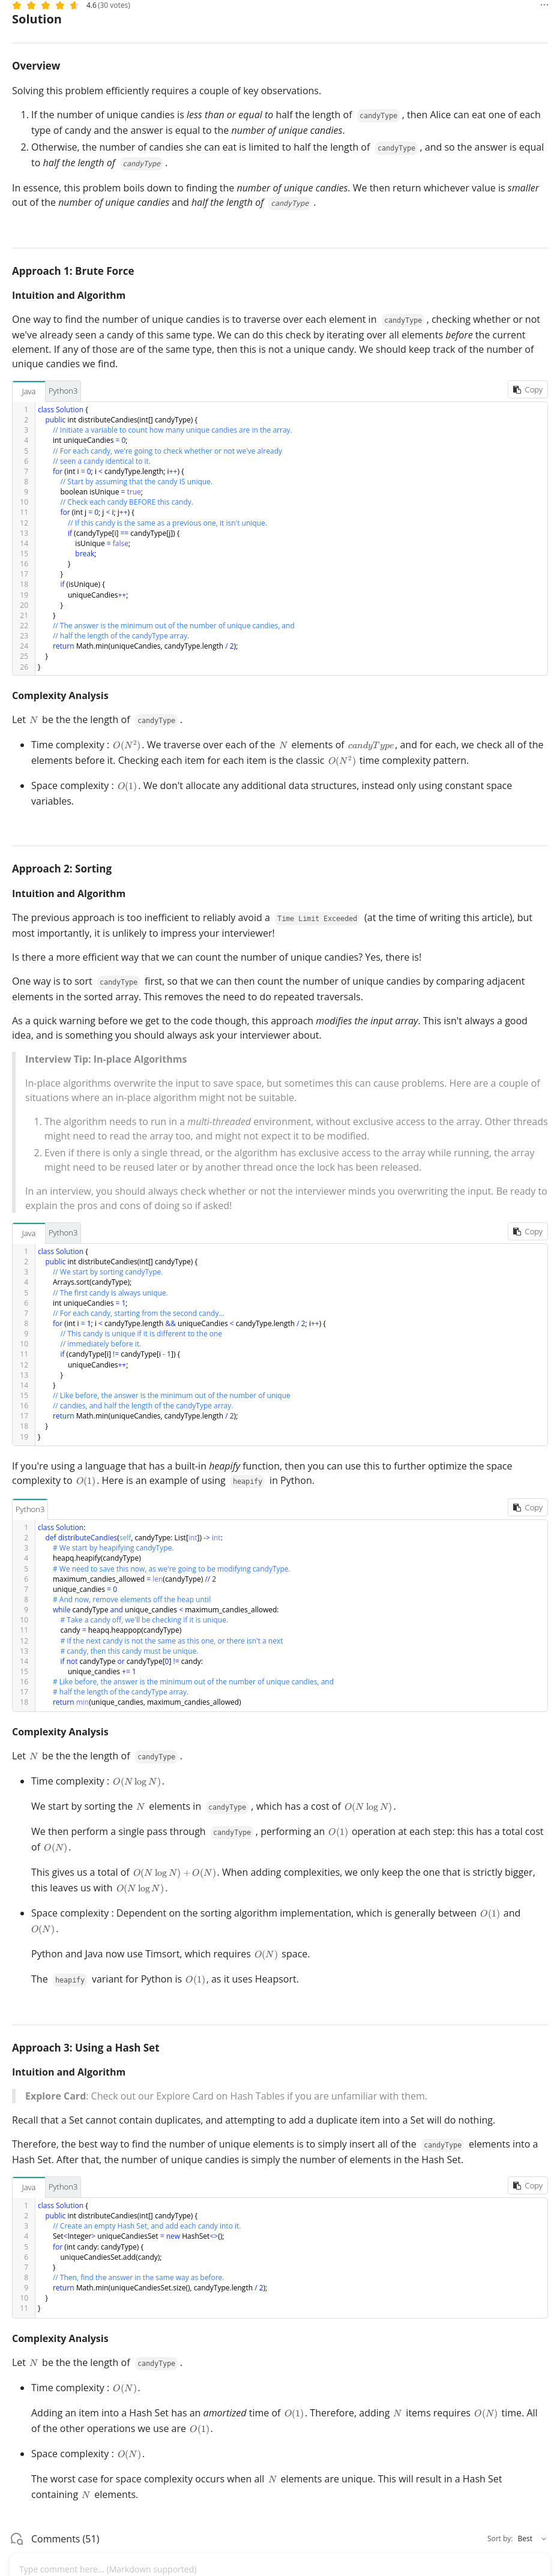 4.6 (30 votes)
Solution
Overview
Solving this problem efficiently requires a couple of key observations.
1. If the number of unique candies is less than or equal to half the length of candyType , then Alice can eat one of each
type of candy and the answer is equal to the number of unique candies.
2. Otherwise, the number of candies she can eat is limited to half the length of candyType , and so the answer is equal
to half the length of candyType .
In essence, this problem boils down to finding the number of unique candies. We then return whichever value is smaller
out of the number of unique candies and half the length of candyType .
Approach 1: Brute Force
Intuition and Algorithm
One way to find the number of unique candies is to traverse over each element in candyType , checking whether or not
we've already seen a candy of this same type. We can do this check by iterating over all elements before the current
element. If any of those are of the same type, then this is not a unique candy. We should keep track of the number of
unique candies we find.
Java Python3 Copy
1 class Solution {
2 public int distributeCandies(int[] candyType) {
3 // Initiate a variable to count how many unique candies are in the array.
4 int uniqueCandies = 0;
5 // For each candy, we're going to check whether or not we've already
6 // seen a candy identical to it.
7 for (int i = 0; i < candyType.length; i++) {
8 // Start by assuming that the candy IS unique.
9 boolean isUnique = true;
10 // Check each candy BEFORE this candy.
11 for (int j = 0; j < i; j++) {
12 // If this candy is the same as a previous one, it isn't unique.
13 if (candyType[i] == candyType[j]) {
14 isUnique = false;
15 break;
16 }
17 }
18 if (isUnique) {
19 uniqueCandies++;
20 }
21 }
22 // The answer is the minimum out of the number of unique candies, and
23 // half the length of the candyType array.
24 return Math.min(uniqueCandies, candyType.length / 2);
25 }
26 }
Complexity Analysis
Let N be the the length of candyType .
• Time complexity : O(N²). We traverse over each of the N elements of candyType, and for each, we check all of the
elements before it. Checking each item for each item is the classic O(N²) time complexity pattern.
• Space complexity : O(1). We don't allocate any additional data structures, instead only using constant space
variables.
Approach 2: Sorting
Intuition and Algorithm
The previous approach is too inefficient to reliably avoid a Time Limit Exceeded (at the time of writing this article), but
most importantly, it is unlikely to impress your interviewer!
Is there a more efficient way that we can count the number of unique candies? Yes, there is!
One way is to sort candyType first, so that we can then count the number of unique candies by comparing adjacent
elements in the sorted array. This removes the need to do repeated traversals.
As a quick warning before we get to the code though, this approach modifies the input array. This isn't always a good
idea, and is something you should always ask your interviewer about.
Interview Tip: In-place Algorithms
In-place algorithms overwrite the input to save space, but sometimes this can cause problems. Here are a couple of
situations where an in-place algorithm might not be suitable.
1. The algorithm needs to run in a multi-threaded environment, without exclusive access to the array. Other threads
might need to read the array too, and might not expect it to be modified.
2. Even if there is only a single thread, or the algorithm has exclusive access to the array while running, the array
might need to be reused later or by another thread once the lock has been released.
In an interview, you should always check whether or not the interviewer minds you overwriting the input. Be ready to
explain the pros and cons of doing so if asked!
Java Python3 Copy
1 class Solution {
2 public int distributeCandies(int[] candyType) {
3 // We start by sorting candyType.
4 Arrays.sort(candyType);
5 // The first candy is always unique.
6 int uniqueCandies = 1;
7 // For each candy, starting from the second candy...
8 for (int i = 1; i < candyType.length && uniqueCandies < candyType.length / 2; i++) {
9 // This candy is unique if it is different to the one
10 // immediately before it.
11 if (candyType[i] != candyType[i - 1]) {
12 uniqueCandies++;
13 }
14 }
15 // Like before, the answer is the minimum out of the number of unique
16 // candies, and half the length of the candyType array.
17 return Math.min(uniqueCandies, candyType.length / 2);
18 }
19 }
If you're using a language that has a built-in heapify function, then you can use this to further optimize the space
complexity to O(1). Here is an example of using heapify in Python.
Python3 Copy
1 class Solution:
2 def distributeCandies(self, candyType: List[int]) -> int:
3 # We start by heapifying candyType.
4 heapq.heapify(candyType)
5 # We need to save this now, as we're going to be modifying candyType.
6 maximum_candies_allowed = len(candyType) // 2
7 unique_candies = 0
8 # And now, remove elements off the heap until
9 while candyType and unique_candies < maximum_candies_allowed:
10 # Take a candy off, we'll be checking if it is unique.
11 candy = heapq.heappop(candyType)
12 # If the next candy is not the same as this one, or there isn't a next
13 # candy, then this candy must be unique.
14 if not candyType or candyType[0] != candy:
15 unique_candies += 1
16 # Like before, the answer is the minimum out of the number of unique candies, and
17 # half the length of the candyType array.
18 return min(unique_candies, maximum_candies_allowed)
Complexity Analysis
Let N be the the length of candyType .
• Time complexity : O(N log N).
We start by sorting the N elements in candyType , which has a cost of O(N log N).
We then perform a single pass through candyType , performing an O(1) operation at each step: this has a total cost
of O(N).
This gives us a total of O(N log N) + O(N). When adding complexities, we only keep the one that is strictly bigger,
this leaves us with O(N log N).
• Space complexity : Dependent on the sorting algorithm implementation, which is generally between O(1) and
O(N).
Python and Java now use Timsort, which requires O(N) space.
The heapify variant for Python is O(1), as it uses Heapsort.
Approach 3: Using a Hash Set
Intuition and Algorithm
Explore Card: Check out our Explore Card on Hash Tables if you are unfamiliar with them.
Recall that a Set cannot contain duplicates, and attempting to add a duplicate item into a Set will do nothing.
Therefore, the best way to find the number of unique elements is to simply insert all of the candyType elements into a
Hash Set. After that, the number of unique candies is simply the number of elements in the Hash Set.
Java Python3 Copy
1 class Solution {
2 public int distributeCandies(int[] candyType) {
3 // Create an empty Hash Set, and add each candy into it.
4 Set<Integer> uniqueCandiesSet = new HashSet<>();
5 for (int candy: candyType) {
6 uniqueCandiesSet.add(candy);
7 }
8 // Then, find the answer in the same way as before.
9 return Math.min(uniqueCandiesSet.size(), candyType.length / 2);
10 }
11 }
Complexity Analysis
Let N be the the length of candyType .
• Time complexity : O(N).
Adding an item into a Hash Set has an amortized time of O(1). Therefore, adding N items requires O(N) time. All
of the other operations we use are O(1).
• Space complexity : O(N).
The worst case for space complexity occurs when all N elements are unique. This will result in a Hash Set
containing N elements.
Comments (51) Sort by: Best
Type comment here... (Markdown supported)